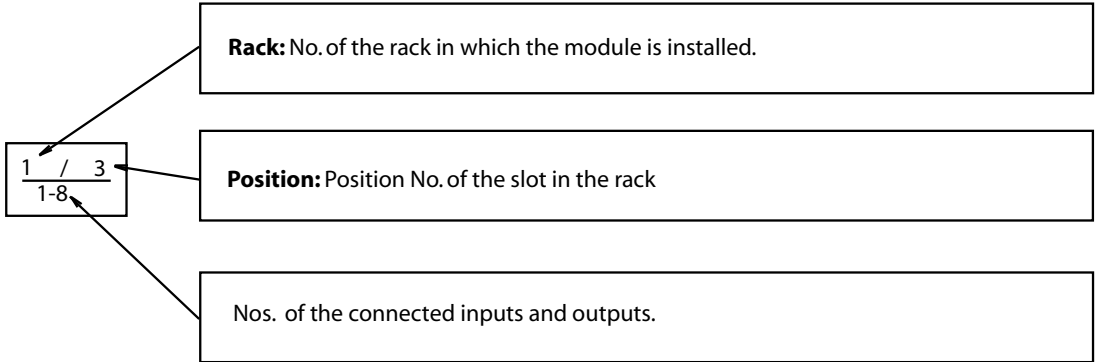 Rack: No. of the rack in which the module is installed.
1 / 3
1-8
Position: Position No. of the slot in the rack
Nos. of the connected inputs and outputs.